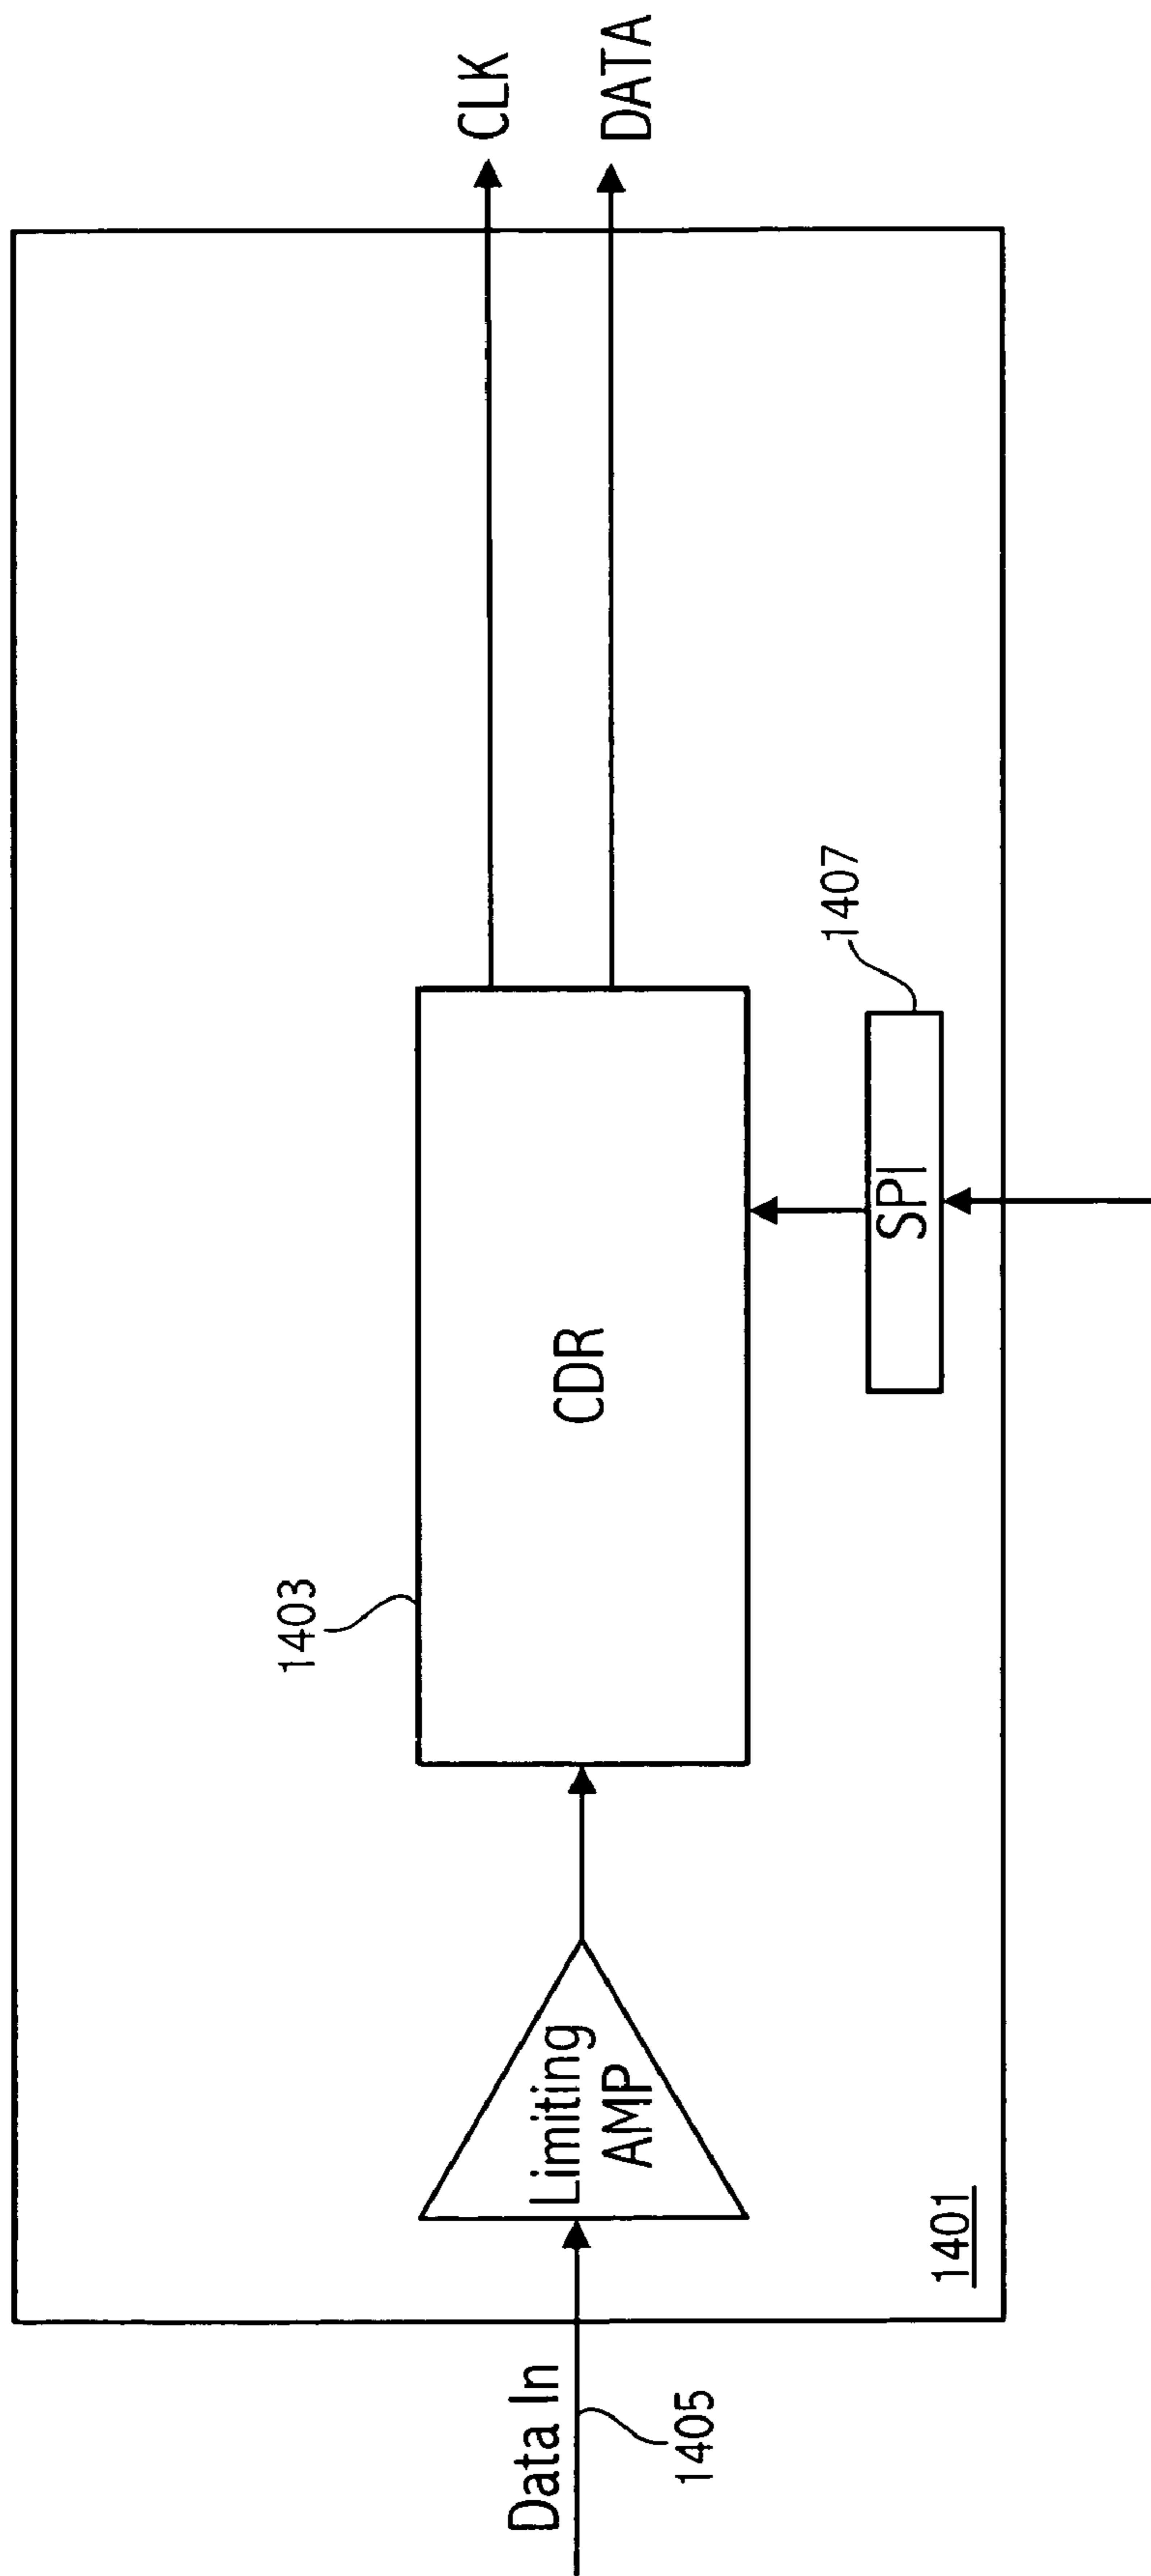 CLK
DATA
1403
CDR
1407
SPI
Limiting
AMP
Data In
1405
1401